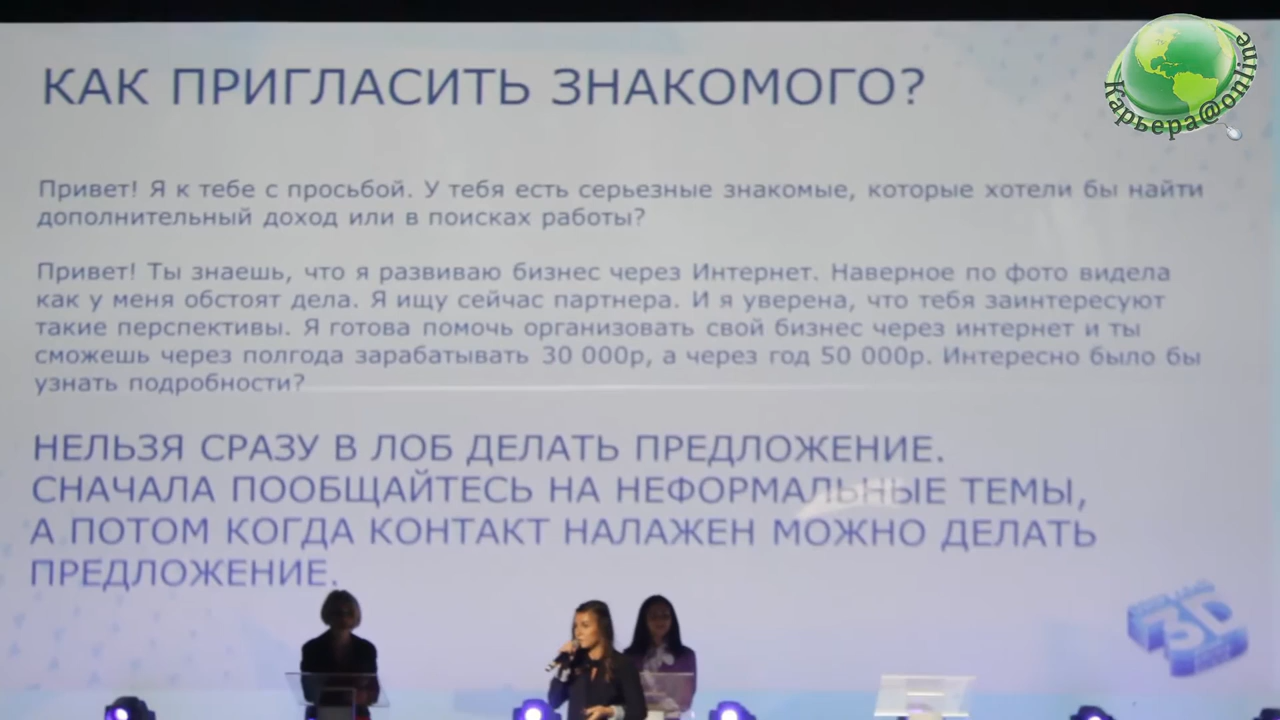 КАК ПРИГЛАСИТЬ ЗНАКОМОГО?
Карьера@online
Привет! Я к тебе с просьбой. У тебя есть серьезные знакомые, которые хотели бы найти
дополнительный доход или в поисках работы?
Привет! Ты знаешь, что я развиваю бизнес через Интернет. Наверное по фото видела
как у меня обстоят дела. Я ищу сейчас партнера. И я уверена, что тебя заинтересуют
такие перспективы. Я готова помочь организовать свой бизнес через интернет и ты
сможешь через полгода зарабатывать 30 000р, а через год 50 000р. Интересно было бы
узнать подробности?
НЕЛЬЗЯ СРАЗУ В ЛОБ ДЕЛАТЬ ПРЕДЛОЖЕНИЕ.
СНАЧАЛА ПООБЩАЙТЕСЬ НА НЕФОРМАЛЬНЫЕ ТЕМЫ,
А ПОТОМ КОГДА КОНТАКТ НАЛАЖЕН МОЖНО ДЕЛАТЬ
ПРЕДЛОЖЕНИЕ.
3D